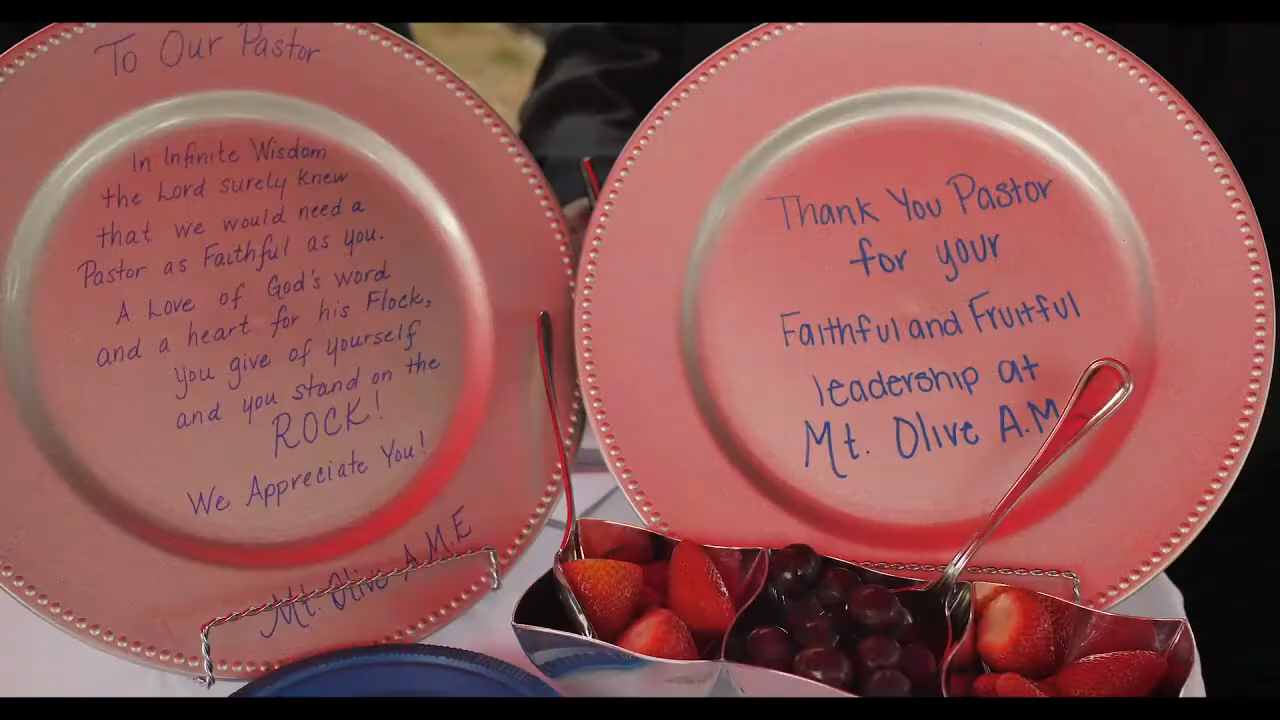 To Our Pastor
In Infinite Wisdom
the Lord surely knew
that we would need a
Pastor as Faithful as you.
A Love of God's word
and a heart for his Flock,
you give of yourself
and you stand on the
ROCK!
We Appreciate You!
Mt. Olive A.M.E
Thank You Pastor
for your
Faithful and Fruitful
leadership at
Mt. Olive A.M